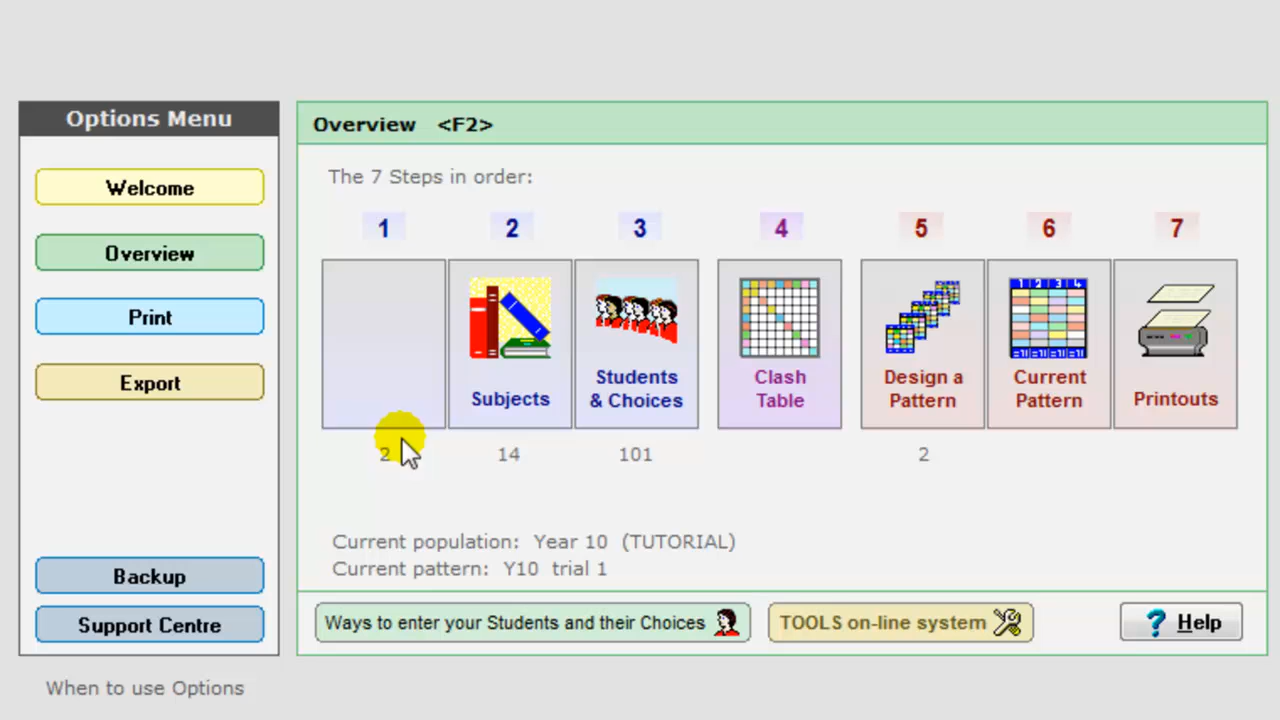 Options Menu
Welcome
Overview
Print
Export
Backup
Support Centre
When to use Options
Overview <F2>
The 7 Steps in order:
1 2 3 4 5 6 7
Subjects
Students
& Choices
Clash
Table
Design a
Pattern
Current
Pattern
Printouts
2 14 101 2
Current population: Year 10 (TUTORIAL)
Current pattern: Y10 trial 1
Ways to enter your Students and their Choices
TOOLS on-line system
? Help